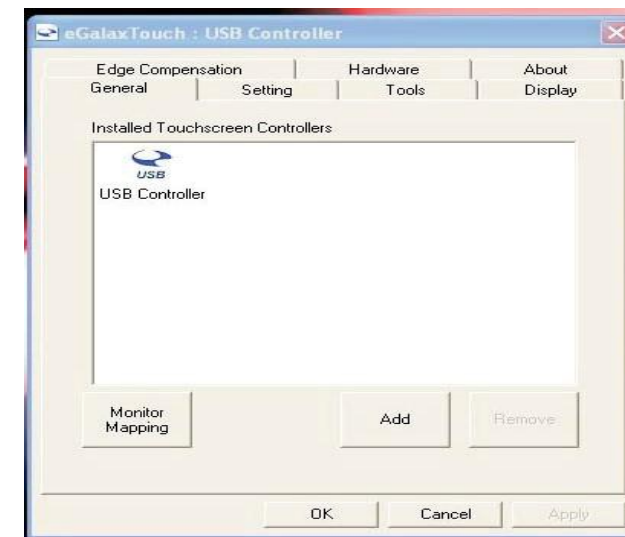 eGalaxTouch : USB Controller
Edge Compensation Hardware About
General Setting Tools Display
Installed Touchscreen Controllers
USB
USB Controller
Monitor
Mapping
Add Remove
OK Cancel Apply